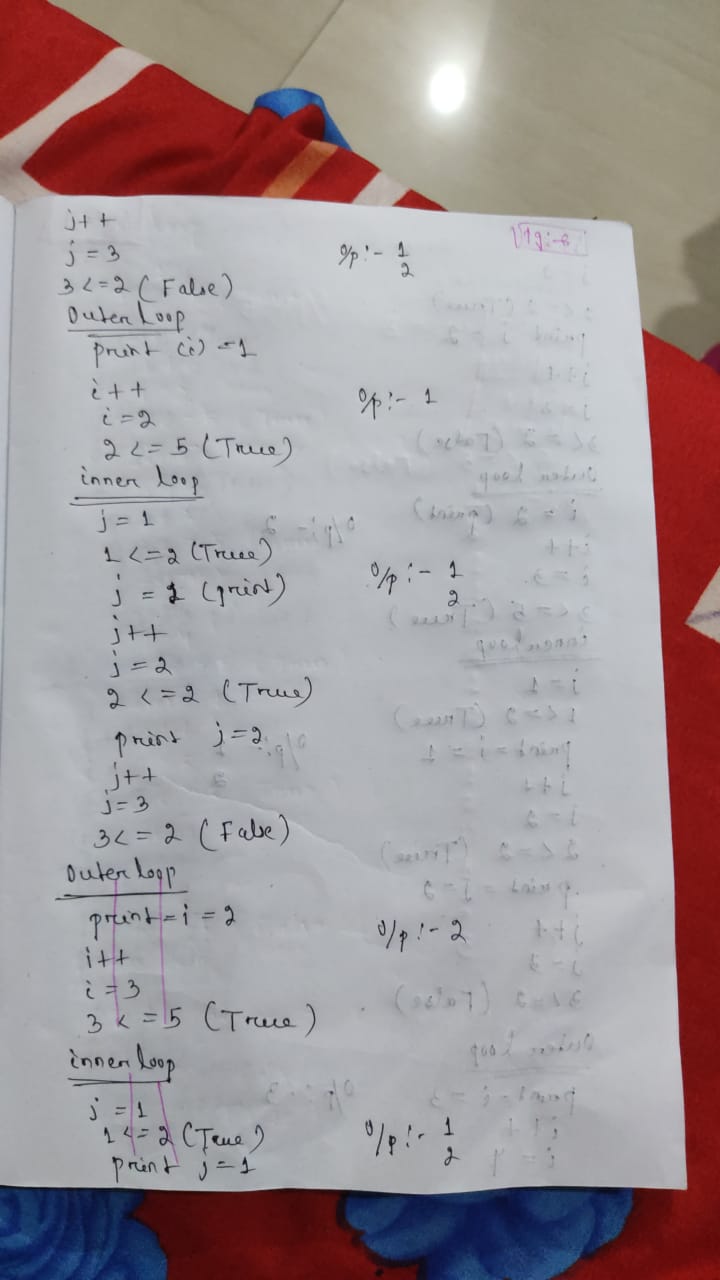 j++
j = 3
o/p :- 1
2
3 <= 2 ( False )
Outer Loop
print (i) = 1
i++
o/p :- 1
i = 2
2 <= 5 (True)
inner loop
j = 1
1 <= 2 (True)
j = 1 (print)
o/p :- 1
2
j++
j = 2
2 <= 2 (True)
print j = 2
j++
j = 3
3 <= 2 ( False )
Outer loop
print = i = 2
o/p :- 2
i++
i = 3
3 <= 5 (True)
inner loop
j = 1
1 <= 2 (True)
o/p :- 1
2
print j = 1